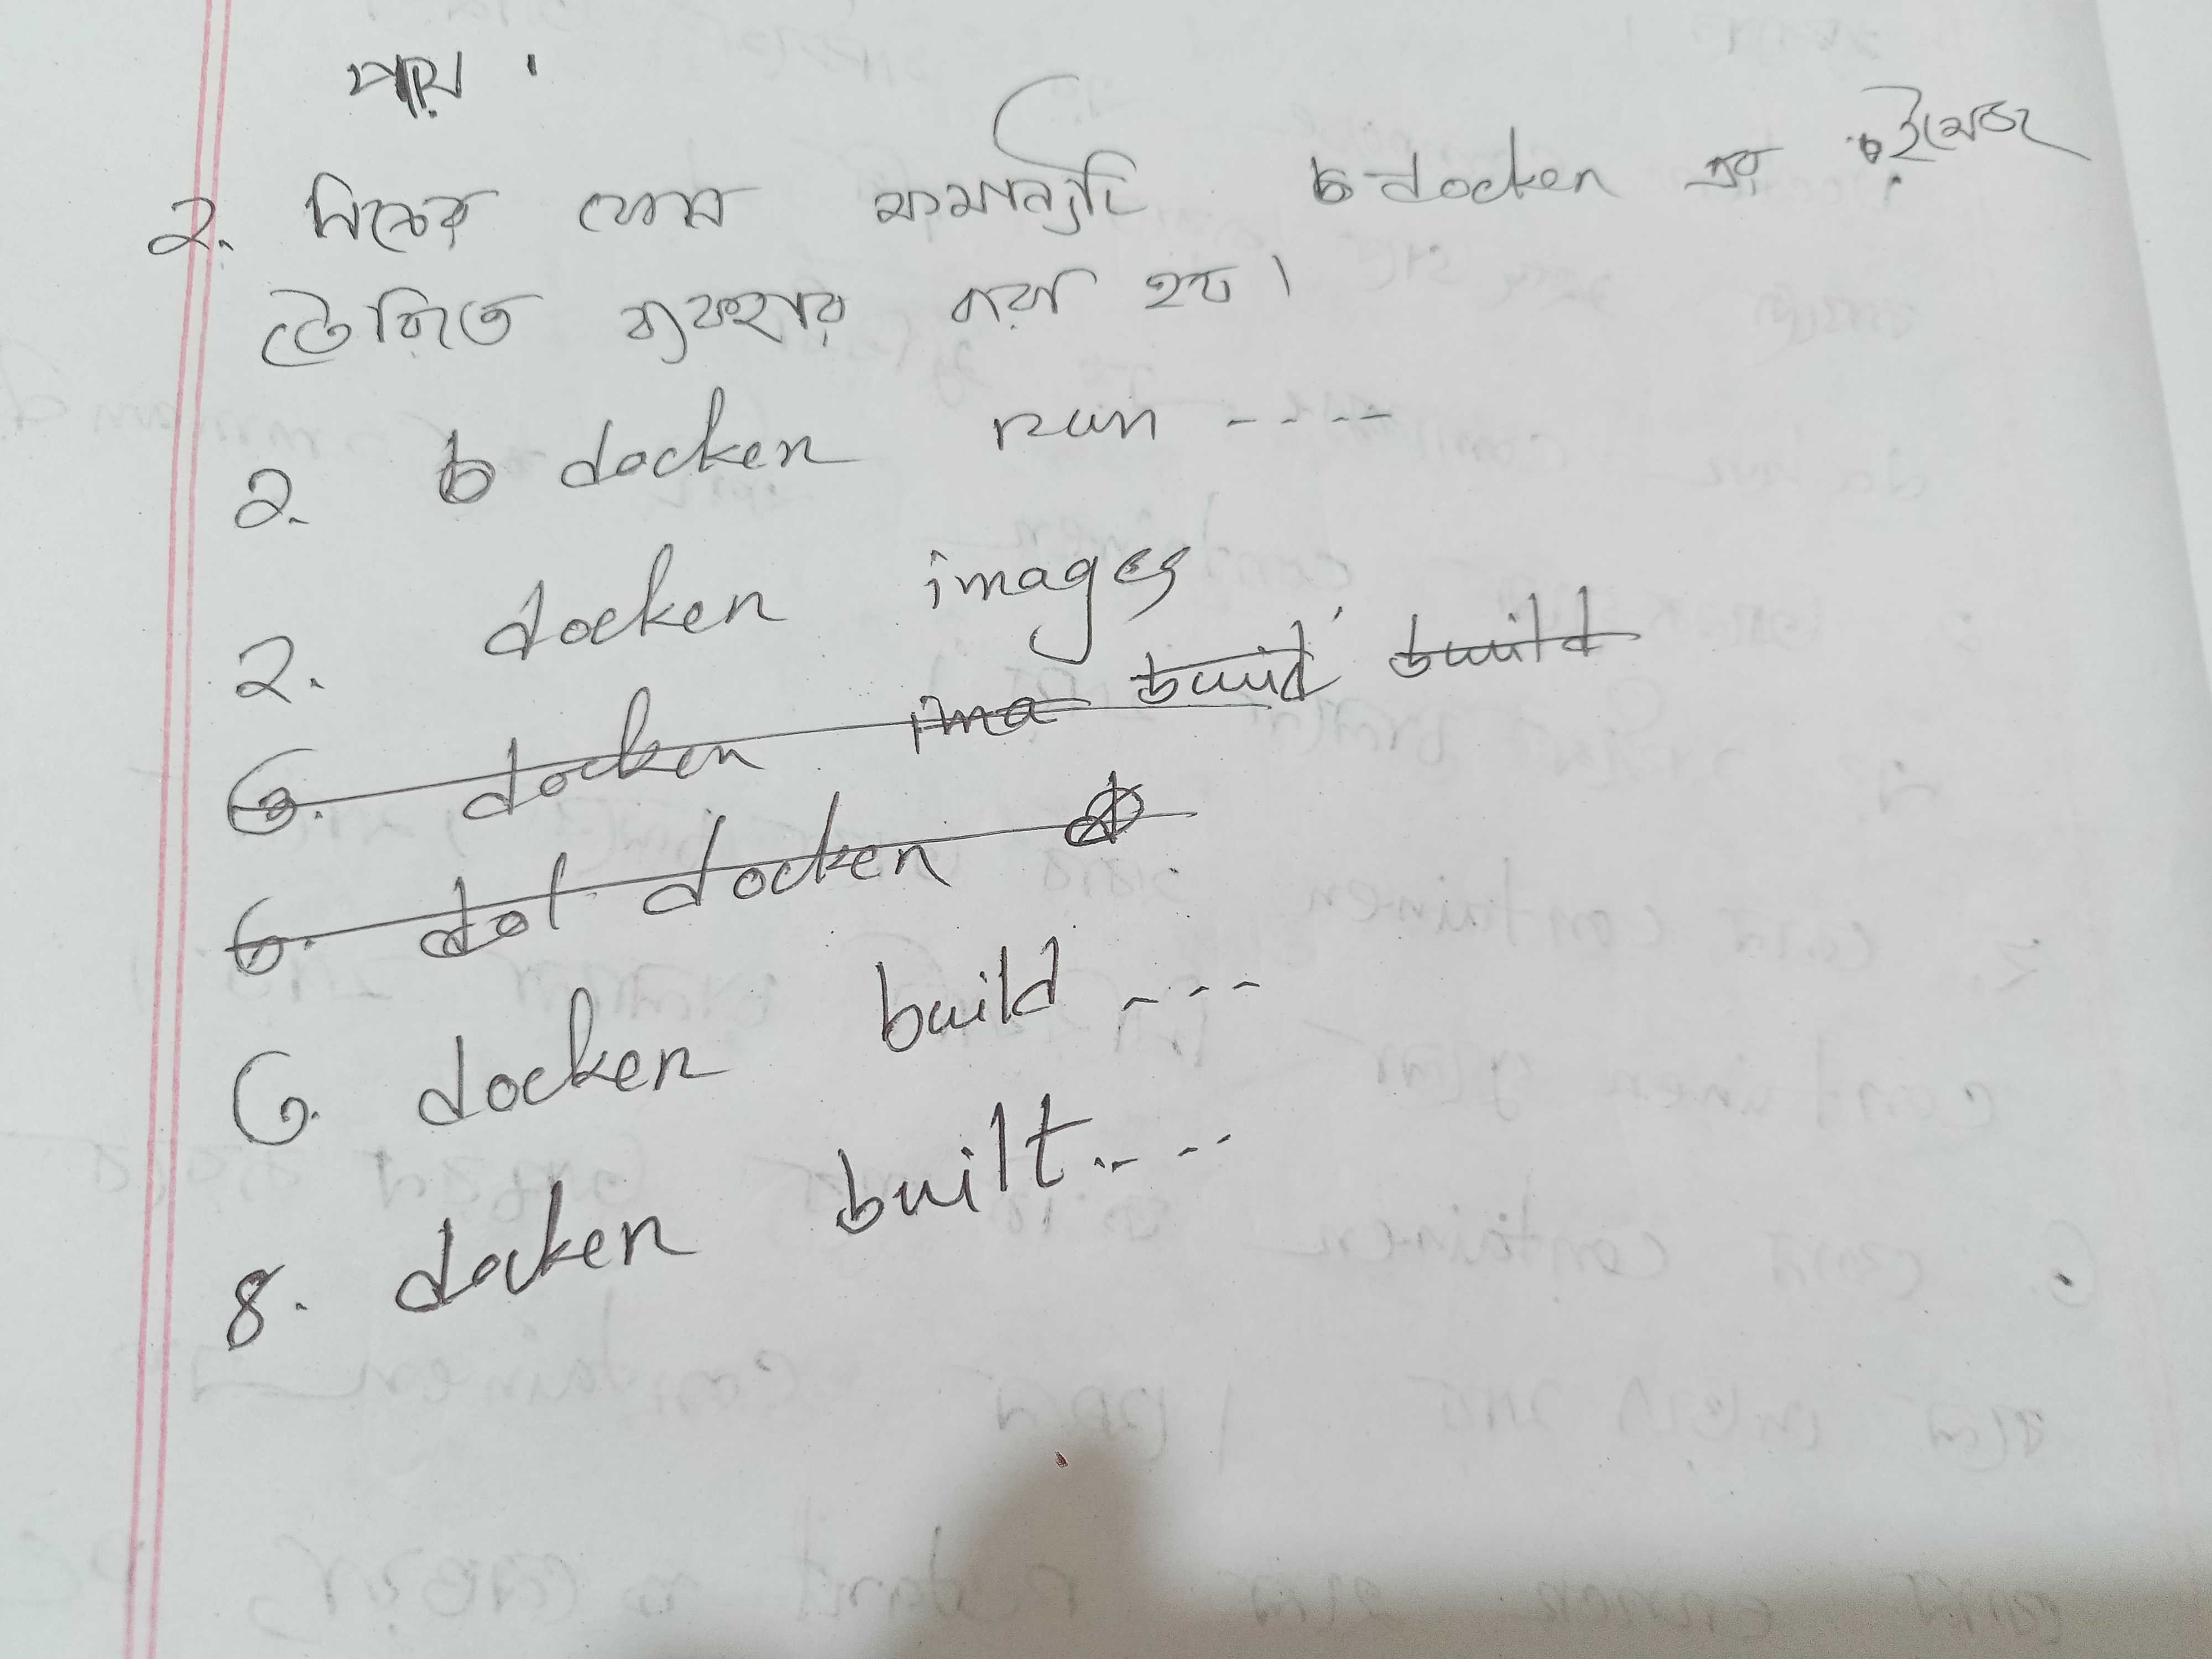 পারে।
২. নিচের কোন কমান্ডটি docker এর ইমেজ
তৈরিতে ব্যবহার করা হয়।
১. docker run ----
২. docker images
৩. docker ima buid build
৩. dol docker
৩. docker build ---
৪. docker built ----